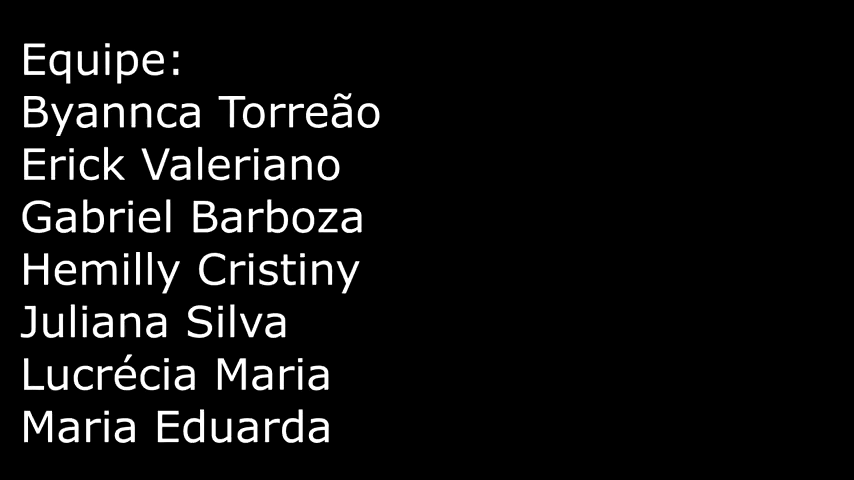 Equipe:
Byannca Torreão
Erick Valeriano
Gabriel Barboza
Hemilly Cristiny
Juliana Silva
Lucrécia Maria
Maria Eduarda